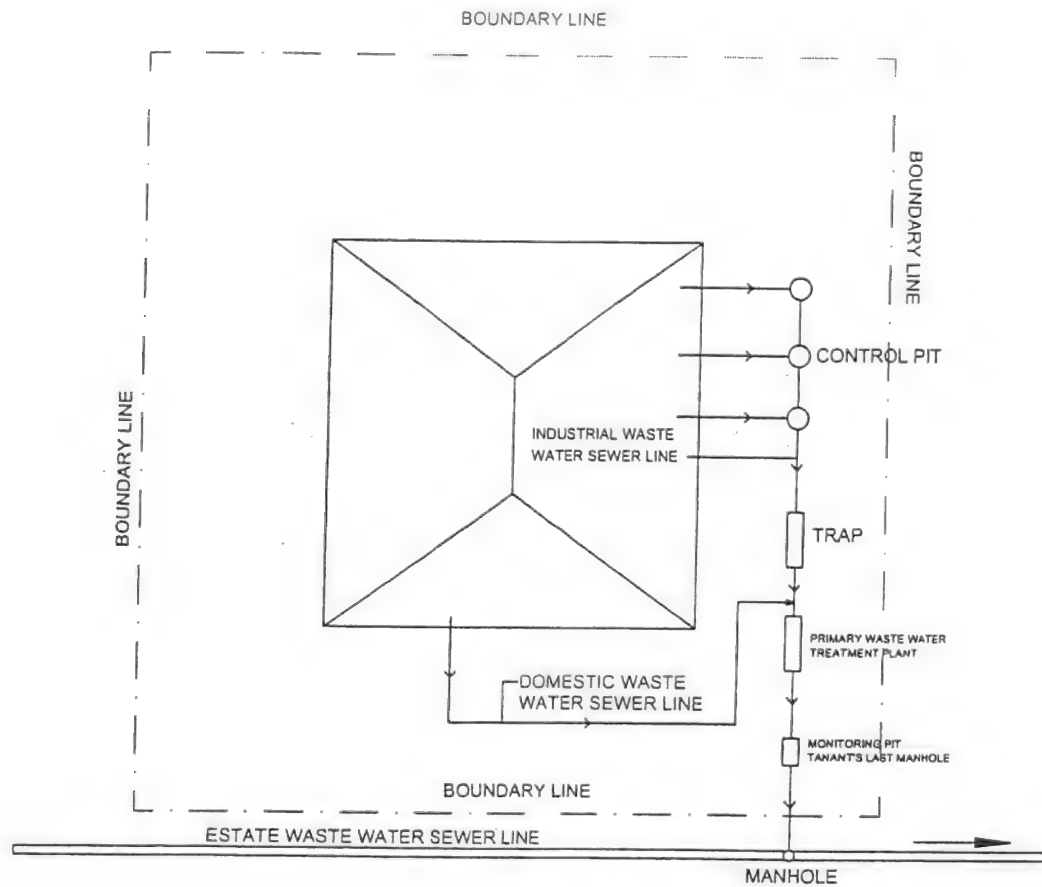 BOUNDARY LINE
BOUNDARY LINE
BOUNDARY LINE
CONTROL PIT
INDUSTRIAL WASTE
WATER SEWER LINE
TRAP
PRIMARY WASTE WATER
TREATMENT PLANT
DOMESTIC WASTE
WATER SEWER LINE
MONITORING PIT
TANANT'S LAST MANHOLE
BOUNDARY LINE
ESTATE WASTE WATER SEWER LINE
MANHOLE